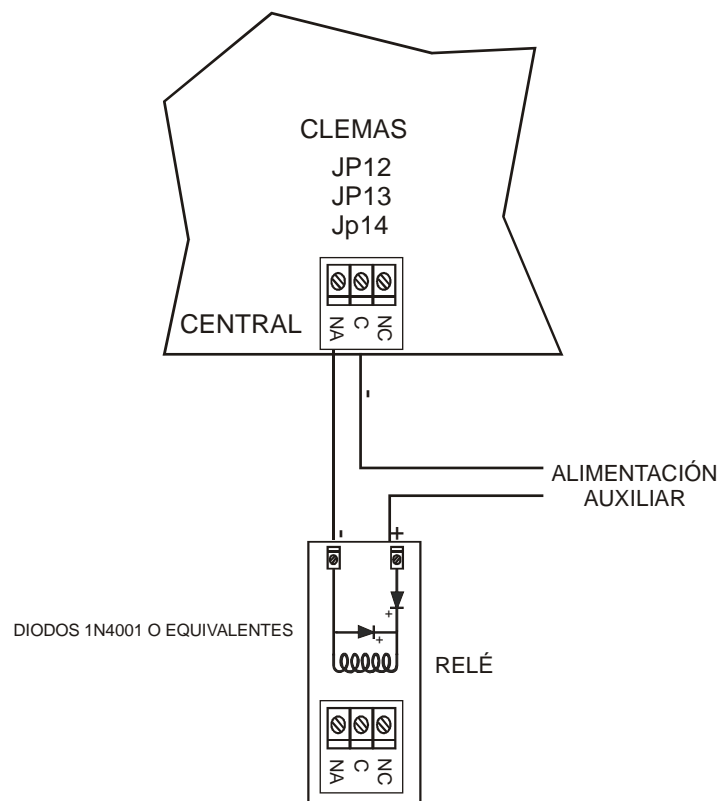 CLEMAS
JP12
JP13
Jp14
CENTRAL
NA
C
NC
-
ALIMENTACIÓN
AUXILIAR
-
+
+
DIODOS 1N4001 O EQUIVALENTES
+
RELÉ
NA
C
NC